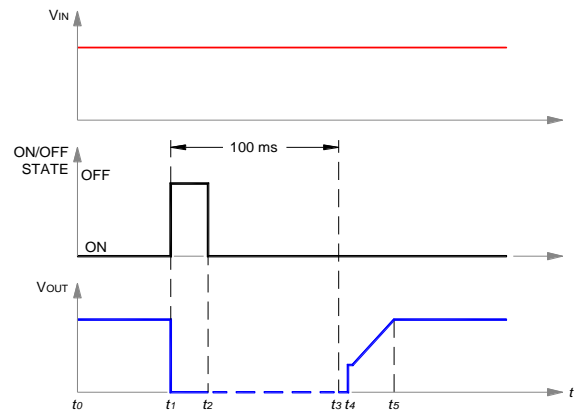 VIN
100 ms
ON/OFF
STATE
OFF
ON
VOUT
t0 t1 t2 t3 t4 t5 t